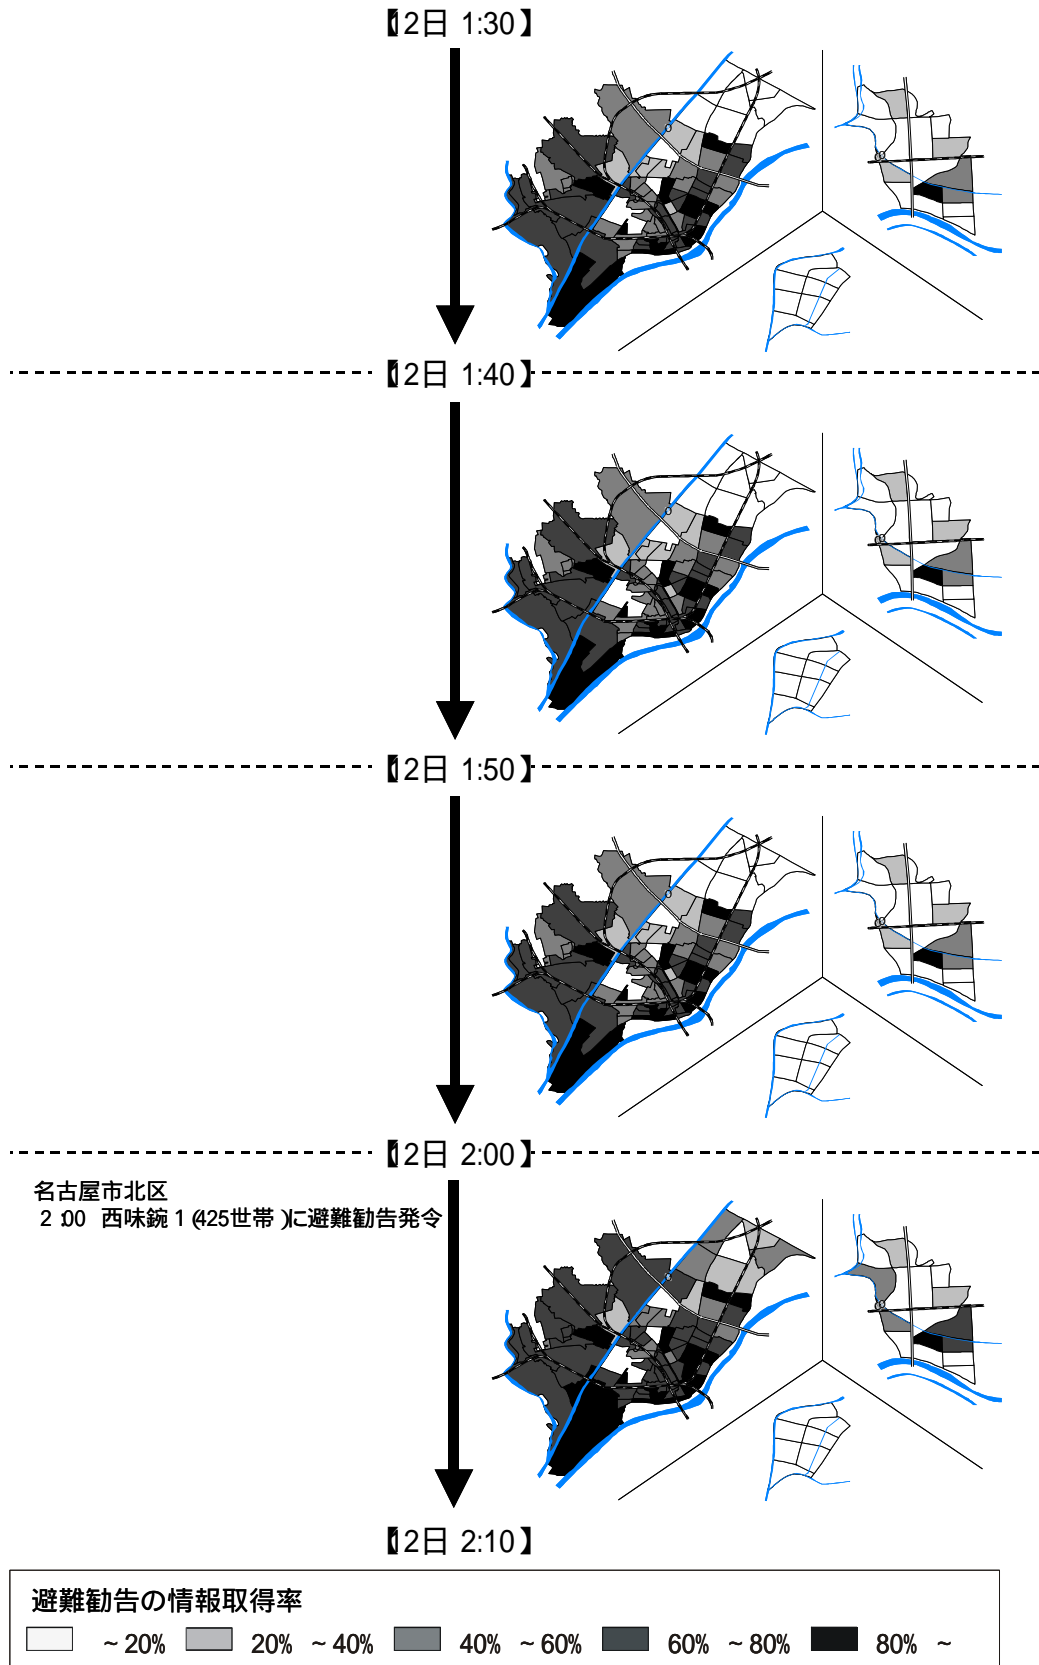 【12日 1:30】
【12日 1:40】
【12日 1:50】
【12日 2:00】
名古屋市北区
2:00 西味鋺1(425世帯)に避難勧告発令
【12日 2:10】
避難勧告の情報取得率
~20% 20% ~40% 40% ~60% 60% ~80% 80% ~